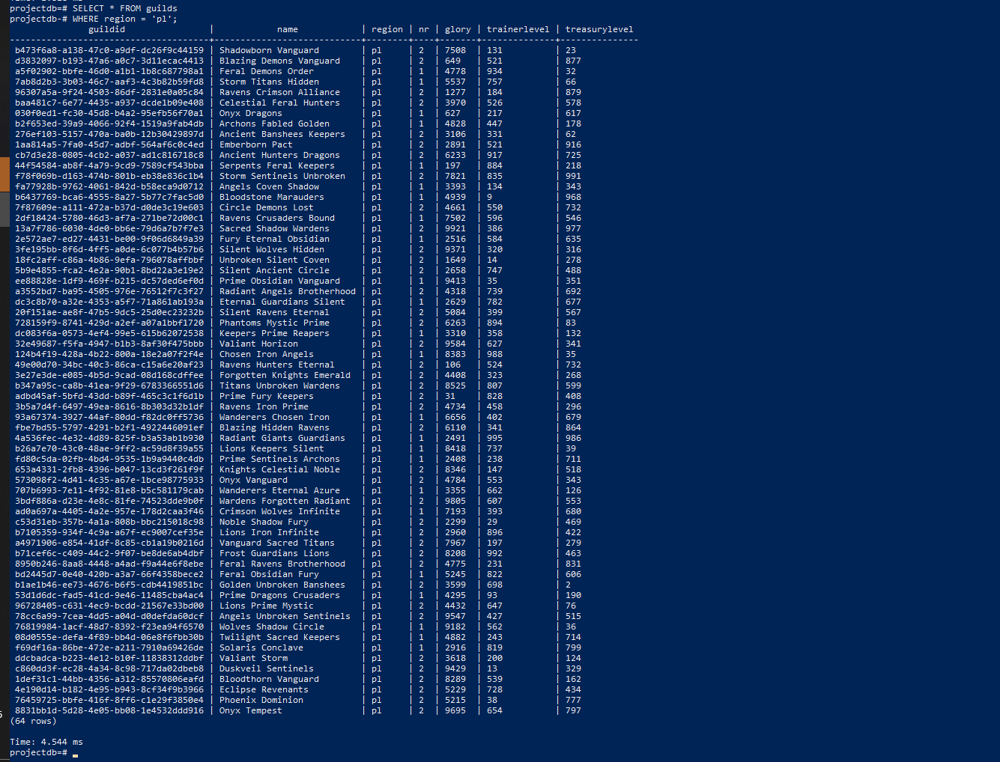 projectdb=# SELECT * FROM guilds
projectdb-# WHERE region = 'pl';
guildid | name | region | nr | glory | trainerlevel | treasurylevel
--------------------------------------+---------------------------+--------+----+-------+--------------+---------------
b473f6a8-a138-47c0-a9df-dc26f9c44159 | Shadowborn Vanguard | pl | 2 | 7508 | 131 | 23
d3832097-b193-47a6-a0c7-3d11ecac4413 | Blazing Demons Vanguard | pl | 2 | 649 | 521 | 877
a5f02902-bbfe-46d0-a1b1-1b8c687798a1 | Feral Demons Order | pl | 1 | 4778 | 934 | 32
7ab8d2b3-3b03-46c7-aaf3-4c3b82b59fd8 | Storm Titans Hidden | pl | 1 | 5537 | 757 | 66
96307a5a-9f24-4503-86df-2831e0a05c84 | Ravens Crimson Alliance | pl | 2 | 1277 | 184 | 879
baa481c7-6e77-4435-a937-dcde1b09e408 | Celestial Feral Hunters | pl | 2 | 3970 | 526 | 578
030f0ed1-fc30-45d8-b4a2-95efb56f70a1 | Onyx Dragons | pl | 1 | 627 | 217 | 617
b2f653ed-39a9-4066-92f4-1519a9fab4db | Archons Fabled Golden | pl | 1 | 4828 | 447 | 178
276ef103-5157-470a-ba0b-12b30429897d | Ancient Banshees Keepers | pl | 2 | 3106 | 331 | 62
1aa814a5-7fa0-45d7-adbf-564af6c0c4ed | Emberborn Pact | pl | 2 | 2891 | 521 | 916
cb7d3e28-0805-4cb2-a037-ad1c816718c8 | Ancient Hunters Dragons | pl | 2 | 6233 | 917 | 725
44f54584-ab8f-4a79-9cd9-7589cf543bba | Serpents Feral Keepers | pl | 1 | 197 | 884 | 218
f78f069b-d163-474b-801b-eb38e836c1b4 | Storm Sentinels Unbroken | pl | 2 | 7821 | 835 | 991
fa77928b-9762-4061-842d-b58eca9d0712 | Angels Coven Shadow | pl | 1 | 3393 | 134 | 343
b6437769-bca6-4555-8a27-5b77c7fac5d0 | Bloodstone Marauders | pl | 1 | 4939 | 9 | 968
7f87609e-a111-472a-b37d-d0de3c19e603 | Circle Demons Lost | pl | 2 | 4661 | 550 | 732
2df18424-5780-46d3-af7a-271be72d00c1 | Ravens Crusaders Bound | pl | 1 | 7502 | 596 | 546
13a7f786-6030-4de0-bb6e-79d6a7b7f7e3 | Sacred Shadow Wardens | pl | 2 | 9921 | 386 | 977
2e572ae7-ed27-4431-be00-9f06d6849a39 | Fury Eternal Obsidian | pl | 1 | 2516 | 584 | 635
3fe195bb-8f6d-4ff5-a0de-6c077b4b57b6 | Silent Wolves Hidden | pl | 2 | 9371 | 320 | 316
18fc2aff-c86a-4b86-9efa-796078affbbf | Unbroken Silent Coven | pl | 2 | 1649 | 14 | 278
5b9e4855-fca2-4e2a-90b1-8bd22a3e19e2 | Silent Ancient Circle | pl | 2 | 2658 | 747 | 488
ee88828e-1df9-469f-b215-dc57ded6ef0d | Prime Obsidian Vanguard | pl | 1 | 9413 | 35 | 351
a3552bd7-ba95-4505-976e-76512f7c3f27 | Radiant Angels Brotherhood | pl | 2 | 4318 | 739 | 692
dc3c8b70-a32e-4353-a5f7-71a861ab193a | Eternal Guardians Silent | pl | 1 | 2629 | 782 | 677
20f151ae-ae8f-47b5-9dc5-25d0ec23232b | Silent Ravens Eternal | pl | 2 | 5084 | 399 | 567
728159f9-8741-429d-a2ef-a07a1bbf1720 | Phantoms Mystic Prime | pl | 2 | 6263 | 894 | 83
dc083f6a-0573-4ef4-99e5-615b62072538 | Keepers Prime Reapers | pl | 1 | 3310 | 358 | 132
32e49687-f5fa-4947-b1b3-8af30f475bbb | Valiant Horizon | pl | 2 | 9584 | 627 | 341
124b4f19-428a-4b22-800a-18e2a07f2f4e | Chosen Iron Angels | pl | 1 | 8383 | 988 | 35
49e00d70-34bc-40c3-86ca-c15a6e20af23 | Ravens Hunters Eternal | pl | 2 | 106 | 524 | 732
3e27e3de-e085-4b5d-9cad-08d168cdffee | Forgotten Knights Emerald | pl | 2 | 4408 | 323 | 268
b347a95c-ca8b-41ea-9f29-6783366551d6 | Titans Unbroken Wardens | pl | 2 | 8525 | 807 | 599
adbd45af-5bfd-43dd-b89f-465c3c1f6d1b | Prime Fury Keepers | pl | 2 | 31 | 828 | 408
3b5a7d4f-6497-49ea-8616-8b303d32b1df | Ravens Iron Prime | pl | 2 | 4734 | 458 | 296
93a67374-3927-44af-80dd-f82dc0ff5736 | Wanderers Chosen Iron | pl | 1 | 6656 | 402 | 679
fbe7bd55-5797-4291-b2f1-4922446091ef | Blazing Hidden Ravens | pl | 2 | 6110 | 341 | 864
4a536fec-4e32-4d89-825f-b3a53ab1b930 | Radiant Giants Guardians | pl | 1 | 2491 | 995 | 986
b26a7e70-43c0-48ae-9ff2-ac59d8f39a55 | Lions Keepers Silent | pl | 1 | 8418 | 737 | 39
fd80c5da-02fb-4bd4-9535-1b9a9440c4db | Prime Sentinels Archons | pl | 1 | 2408 | 238 | 711
653a4331-2fb8-4396-b047-13cd3f261f9f | Knights Celestial Noble | pl | 2 | 8346 | 147 | 518
573098f2-4d41-4c35-a67e-1bce98775933 | Onyx Vanguard | pl | 2 | 4784 | 553 | 343
707b6993-7e11-4f92-81e8-b5c581179cab | Wanderers Eternal Azure | pl | 1 | 3355 | 662 | 126
3bdf886a-d23e-4e8c-81fe-74523dde9b0f | Wardens Forgotten Radiant | pl | 2 | 9805 | 607 | 553
ad0a697a-4405-4a2e-957e-178d2caa3f46 | Crimson Wolves Infinite | pl | 1 | 7193 | 393 | 680
c53d31eb-357b-4a1a-808b-bbc215018c98 | Noble Shadow Fury | pl | 2 | 2299 | 29 | 469
b7105359-934f-4c9a-a67f-ec9007cef35e | Lions Iron Infinite | pl | 2 | 2960 | 896 | 422
a4971906-e854-41df-8c85-cb1a19b0216d | Vanguard Sacred Titans | pl | 2 | 7967 | 197 | 279
b71cef6c-c409-44c2-9f07-be8de6ab4dbf | Frost Guardians Lions | pl | 2 | 8208 | 992 | 463
8950b246-8aa8-4448-a4ad-f9a44e6f8ebe | Feral Ravens Brotherhood | pl | 2 | 4775 | 231 | 831
bd2445d7-0e40-420b-a3a7-66f4358bece2 | Feral Obsidian Fury | pl | 1 | 5245 | 822 | 606
b1ae1b46-ee73-4676-b6f5-cdb4419851bc | Golden Unbroken Banshees | pl | 2 | 3599 | 698 | 2
53d1d6dc-fad5-41cd-9e46-11485cba4ac4 | Prime Dragons Crusaders | pl | 1 | 4295 | 93 | 190
96728405-c631-4ec9-bcdd-21567e33bd00 | Lions Prime Mystic | pl | 2 | 4432 | 647 | 76
78cc6a99-7cea-4dd5-a04d-d0defda60dcf | Angels Unbroken Sentinels | pl | 2 | 9547 | 427 | 515
76819984-1acf-48d7-8392-f23ea94f6570 | Wolves Shadow Circle | pl | 1 | 9182 | 562 | 36
08d0555e-defa-4f89-bb4d-06e8f6fbb30b | Twilight Sacred Keepers | pl | 1 | 4882 | 243 | 714
f69df16a-86be-472e-a211-7910a69426de | Solaris Conclave | pl | 1 | 2916 | 819 | 799
ddcbadca-b223-4e12-b10f-11838312ddbf | Valiant Storm | pl | 2 | 3618 | 200 | 124
c860dd3f-ec28-4a34-8c98-717da02dbeb8 | Duskveil Sentinels | pl | 2 | 9429 | 13 | 329
1def31c1-44bb-4356-a312-85570806eafd | Bloodthorn Vanguard | pl | 2 | 8289 | 539 | 162
4e190d14-b182-4e95-b943-8cf34f9b3966 | Eclipse Revenants | pl | 2 | 5229 | 728 | 434
76459725-bbfe-416f-8ff6-c1e29f3850e4 | Phoenix Dominion | pl | 2 | 5215 | 38 | 777
8831bb1d-5d28-4e05-bb08-1e4532ddd916 | Onyx Tempest | pl | 2 | 9695 | 654 | 797
(64 rows)
Time: 4.544 ms
projectdb=#